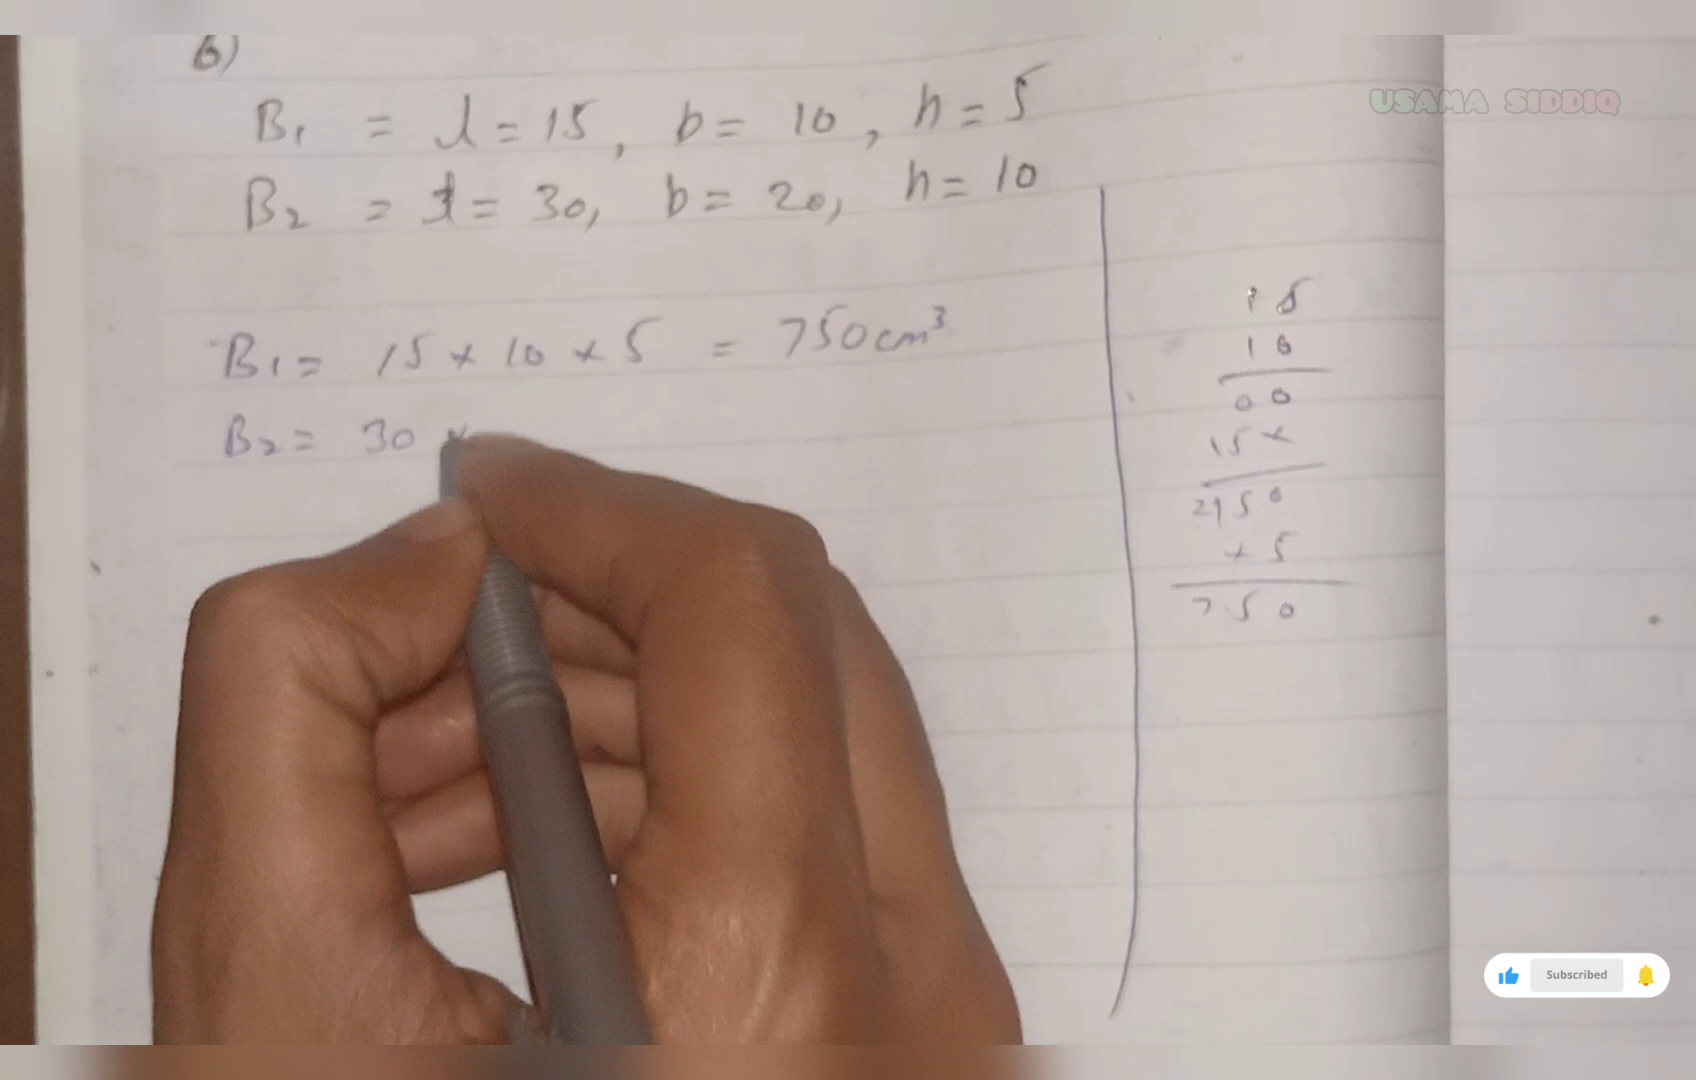 6)
B1 = l = 15, b = 10, h = 5
B2 = l = 30, b = 20, h = 10
B1 = 15 × 10 × 5 = 750cm³
B2 = 30 ×
15
10
00
15×
2150
× 5
750
USAMA SIDDIQ
Subscribed